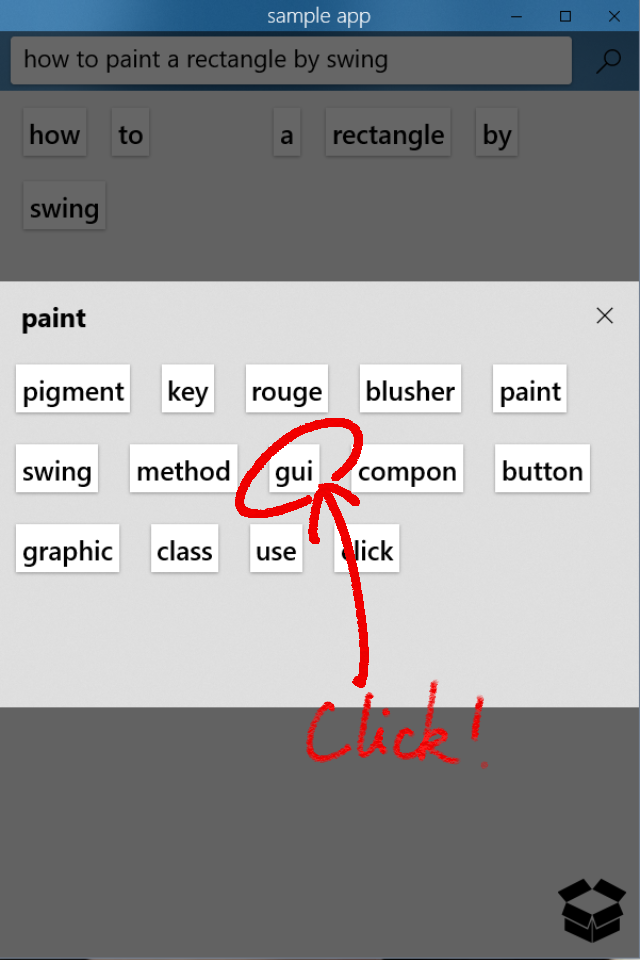 sample app
how to paint a rectangle by swing
how to a rectangle by
swing
paint
pigment key rouge blusher paint
swing method gui compon button
graphic class use click
Click!